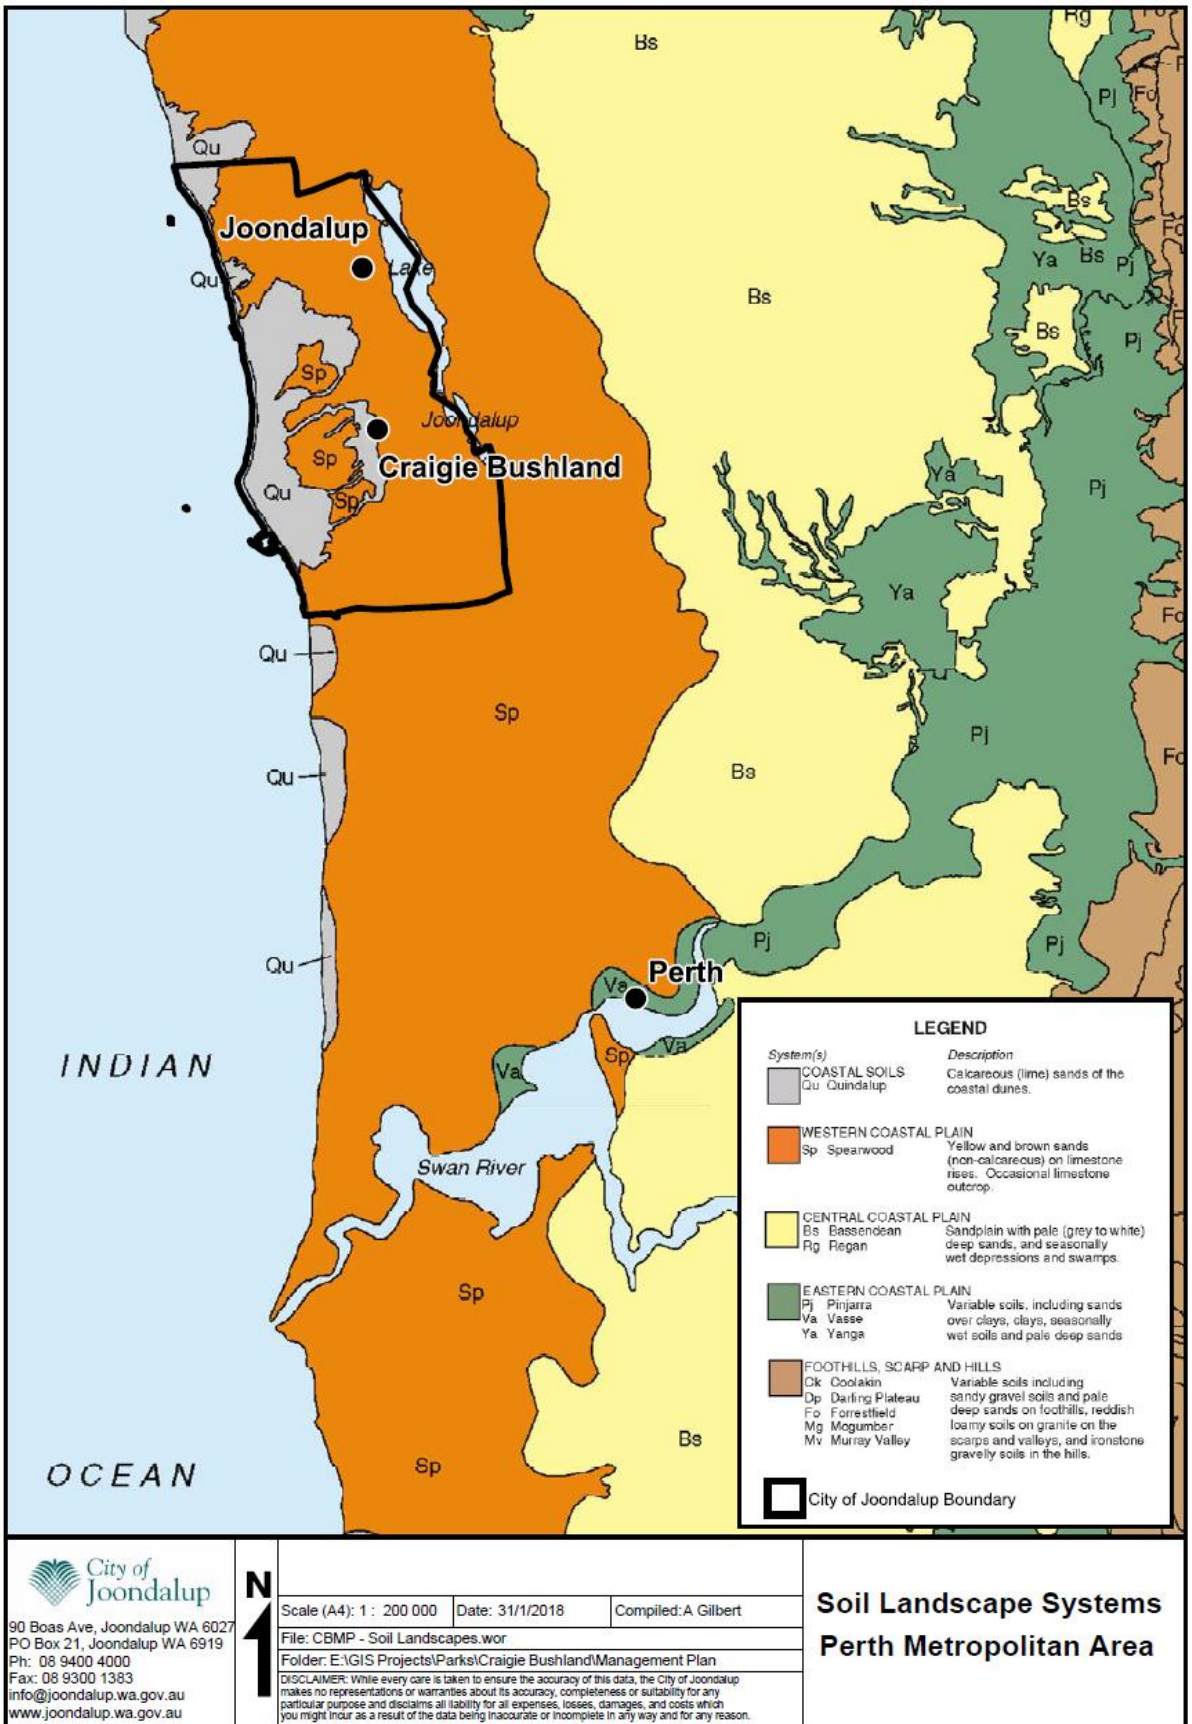 Bs
Rg
Pj
Fo
Qu
Joondalup
Bs
Fo
Lake
Qu
Ya
Bs
Pj
Bs
Bs
Pj
Sp
Joondalup
Sp
Craigie Bushland
Ya
Pj
Qu
Sp
Ya
Fo
Qu
Sp
Pj
Fo
Qu
Bs
Pj
Pj
Qu
Perth
Va
INDIAN
Va
Sp
Va
Swan River
Sp
Bs
OCEAN
Sp
LEGEND
System(s) Description
COASTAL SOILS
Qu Quindalup
Calcareous (lime) sands of the
coastal dunes.
WESTERN COASTAL PLAIN
Sp Spearwood
Yellow and brown sands
(non-calcareous) on limestone
rises. Occasional limestone
outcrop.
CENTRAL COASTAL PLAIN
Bs Bassendean
Rg Regan
Sandplain with pale (grey to white)
deep sands, and seasonally
wet depressions and swamps.
EASTERN COASTAL PLAIN
Pj Pinjarra
Va Vasse
Ya Yanga
Variable soils, including sands
over clays, clays, seasonally
wet soils and pale deep sands
FOOTHILLS, SCARP AND HILLS
Ck Coolakin
Dp Darling Plateau
Fo Forrestfield
Mg Mogumber
Mv Murray Valley
Variable soils including
sandy gravel soils and pale
deep sands on foothills, reddish
loamy soils on granite on the
scarps and valleys, and ironstone
gravelly soils in the hills.
City of Joondalup Boundary
City of
Joondalup
90 Boas Ave, Joondalup WA 6027
PO Box 21, Joondalup WA 6919
Ph: 08 9400 4000
Fax: 08 9300 1383
info@joondalup.wa.gov.au
www.joondalup.wa.gov.au
N
Scale (A4): 1 : 200 000 Date: 31/1/2018 Compiled:A Gilbert
File: CBMP - Soil Landscapes.wor
Folder: E:\GIS Projects\Parks\Craigie Bushland\Management Plan
DISCLAIMER: While every care is taken to ensure the accuracy of this data, the City of Joondalup
makes no representations or warranties about its accuracy, completeness or suitability for any
particular purpose and disclaims all liability for all expenses, losses, damages, and costs which
you might incur as a result of the data being inaccurate or incomplete in any way and for any reason.
Soil Landscape Systems
Perth Metropolitan Area